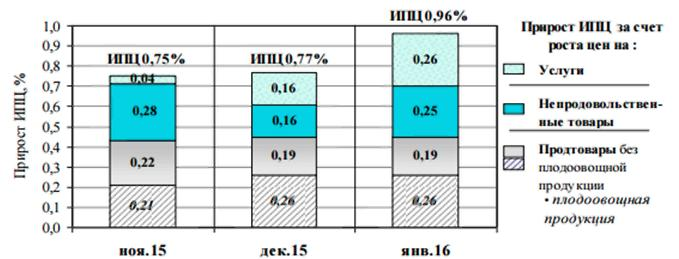 ИПЦ 0,96%
ИПЦ 0,75%
ИПЦ 0,77%
Прирост ИПЦ, %
1,0
0,9
0,8
0,7
0,6
0,5
0,4
0,3
0,2
0,1
0,0
0,04
0,28
0,22
0,21
0,16
0,16
0,19
0,26
0,26
0,25
0,19
0,26
ноя.15
дек.15
янв.16
Прирост ИПЦ за счет
роста цен на :
Услуги
Непродовольствен-
ные товары
Продтовары без
плодоовощной
продукции
• плодоовощная
продукция